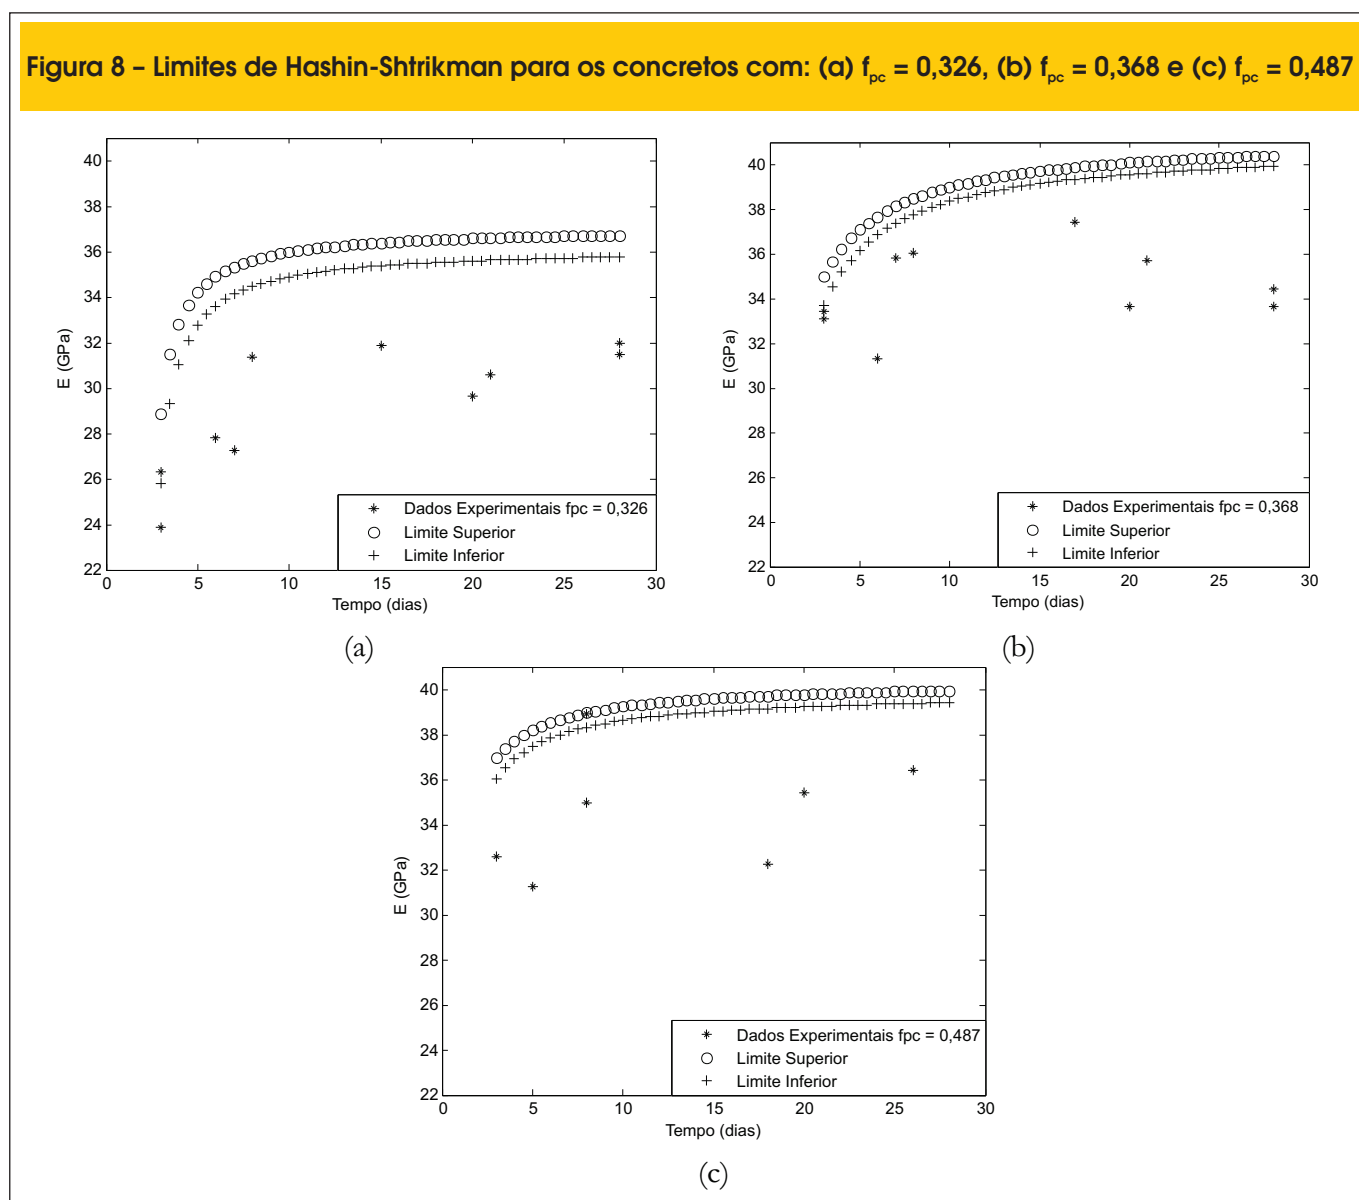 Figura 8 – Limites de Hashin-Shtrikman para os concretos com: (a) fpc = 0,326, (b) fpc = 0,368 e (c) fpc = 0,487
40
38
36
34
32
30
28
26
24
22
E (GPa)
0 5 10 15 20 25 30
Tempo (dias)
Dados Experimentais fpc = 0,326
Limite Superior
Limite Inferior
(a)
40
38
36
34
32
30
28
26
24
22
E (GPa)
0 5 10 15 20 25 30
Tempo (dias)
Dados Experimentais fpc = 0,368
Limite Superior
Limite Inferior
(b)
40
38
36
34
32
30
28
26
24
22
E (GPa)
0 5 10 15 20 25 30
Tempo (dias)
Dados Experimentais fpc = 0,487
Limite Superior
Limite Inferior
(c)